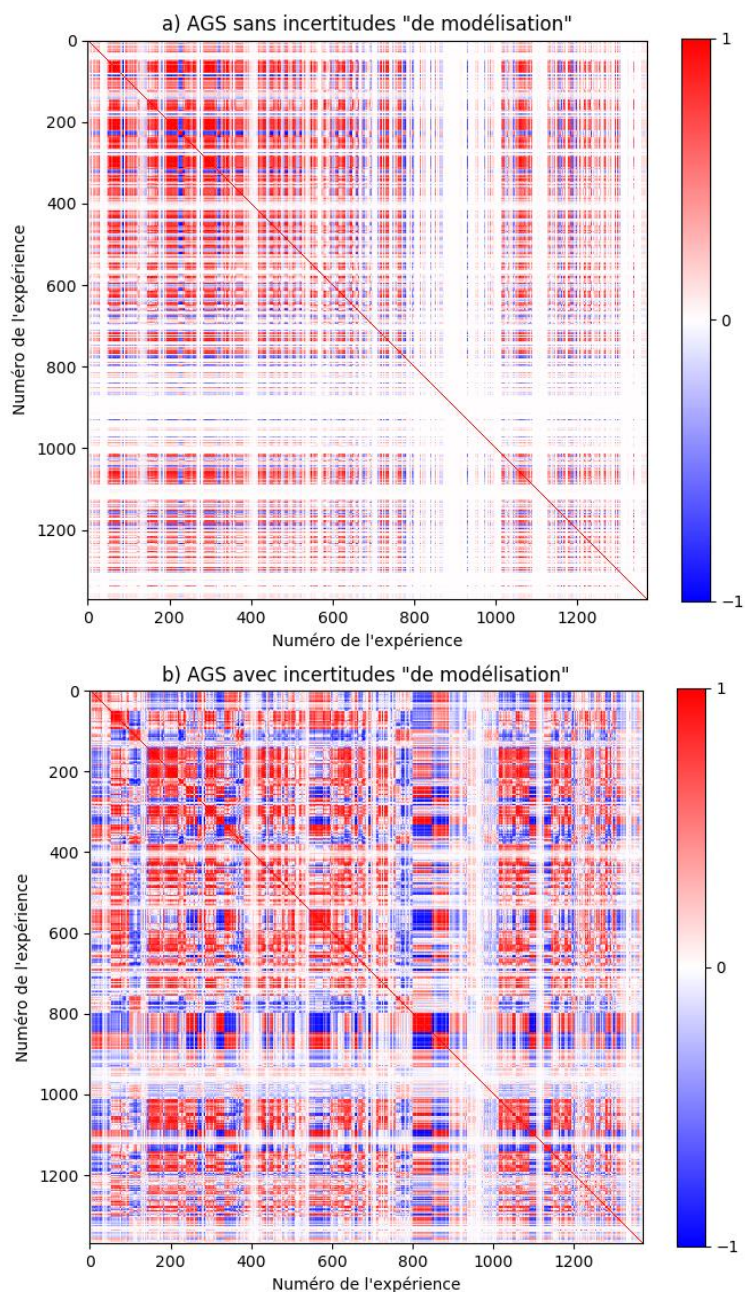 a) AGS sans incertitudes "de modélisation"
0
200
400
600
800
1000
1200
Numéro de l'expérience
0 200 400 600 800 1000 1200
Numéro de l'expérience
1
0
−1
b) AGS avec incertitudes "de modélisation"
0
200
400
600
800
1000
1200
Numéro de l'expérience
0 200 400 600 800 1000 1200
Numéro de l'expérience
1
0
−1